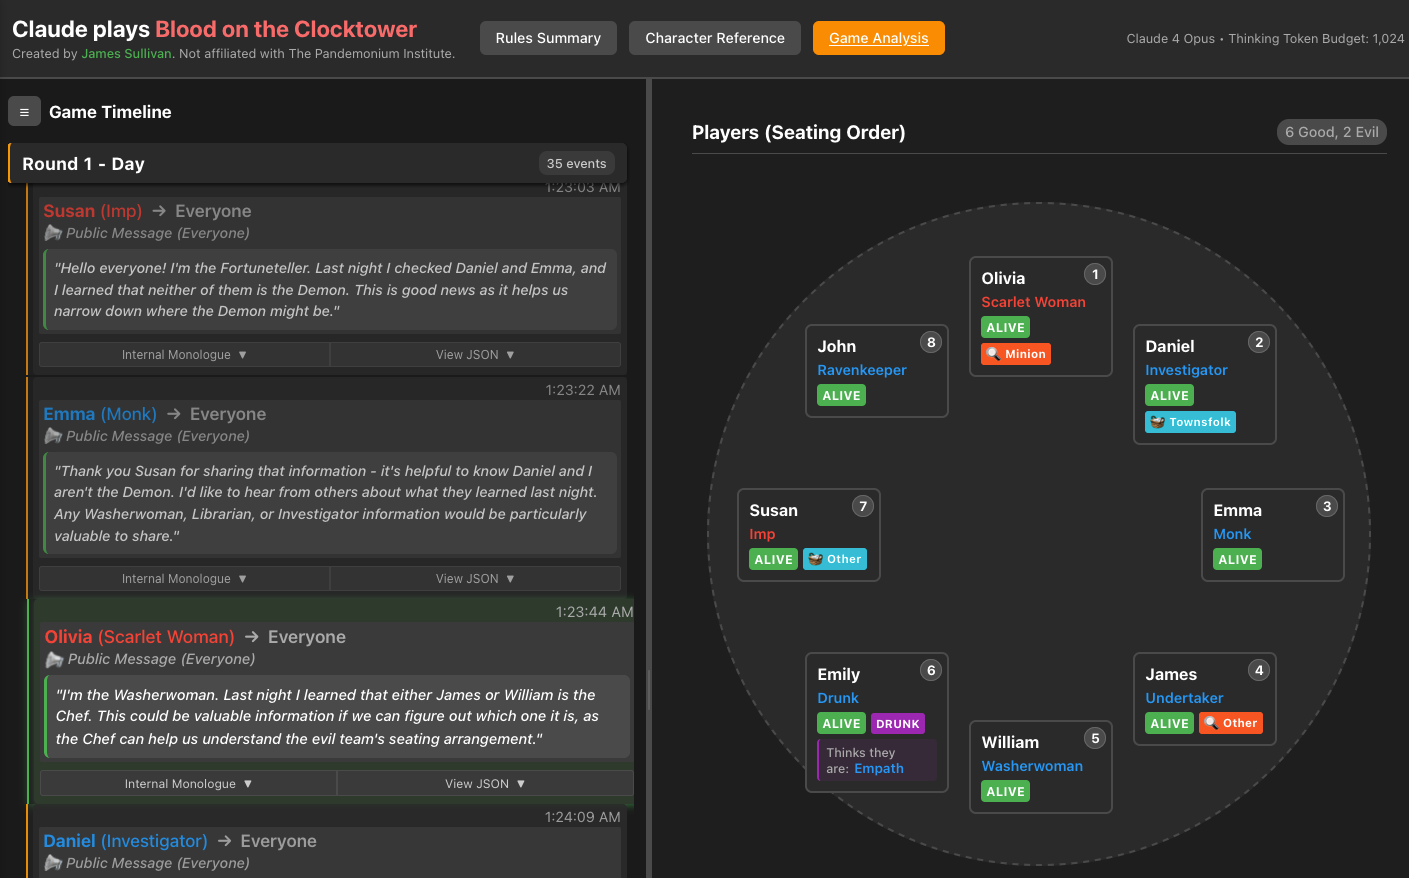 Claude plays Blood on the Clocktower
Created by James Sullivan. Not affiliated with The Pandemonium Institute.
Rules Summary
Character Reference
Game Analysis
Claude 4 Opus • Thinking Token Budget: 1,024
≡
Game Timeline
Round 1 - Day
35 events
1:23:03 AM
Susan (Imp) → Everyone
Public Message (Everyone)
"Hello everyone! I'm the Fortuneteller. Last night I checked Daniel and Emma, and
I learned that neither of them is the Demon. This is good news as it helps us
narrow down where the Demon might be."
Internal Monologue ▼
View JSON ▼
1:23:22 AM
Emma (Monk) → Everyone
Public Message (Everyone)
"Thank you Susan for sharing that information - it's helpful to know Daniel and I
aren't the Demon. I'd like to hear from others about what they learned last night.
Any Washerwoman, Librarian, or Investigator information would be particularly
valuable to share."
Internal Monologue ▼
View JSON ▼
1:23:44 AM
Olivia (Scarlet Woman) → Everyone
Public Message (Everyone)
"I'm the Washerwoman. Last night I learned that either James or William is the
Chef. This could be valuable information if we can figure out which one it is, as
the Chef can help us understand the evil team's seating arrangement."
Internal Monologue ▼
View JSON ▼
1:24:09 AM
Daniel (Investigator) → Everyone
Public Message (Everyone)
Players (Seating Order)
6 Good, 2 Evil
Olivia
1
Scarlet Woman
ALIVE
Minion
John
8
Ravenkeeper
ALIVE
Daniel
2
Investigator
ALIVE
Townsfolk
Susan
7
Imp
ALIVE
Other
Emma
3
Monk
ALIVE
Emily
6
Drunk
ALIVE
DRUNK
Thinks they
are: Empath
James
4
Undertaker
ALIVE
Other
William
5
Washerwoman
ALIVE